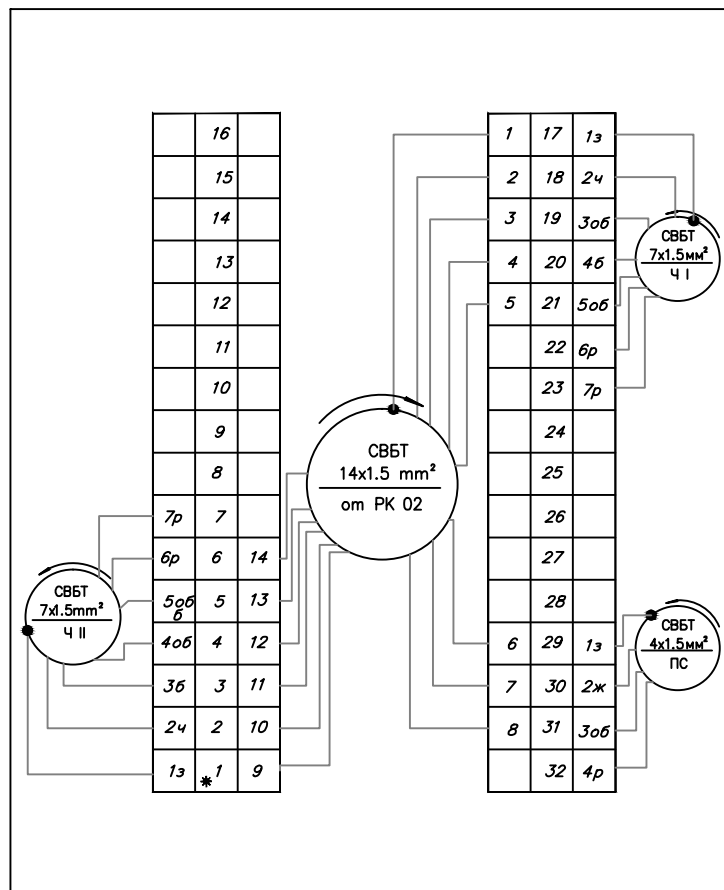 16
15
14
13
12
11
10
9
8
7р 7
6р 6 14
5об 5 13
б
4об 4 12
3б 3 11
2ч 2 10
1з *1 9
СВБТ
7x1.5mm²
Ч II
СВБТ
14x1.5 mm²
от РК 02
1 17 1з
2 18 2ч
3 19 3об
4 20 4б
5 21 5об
22 6р
23 7р
24
25
26
27
28
6 29 1з
7 30 2ж
8 31 3об
32 4р
СВБТ
7x1.5мм²
Ч I
СВБТ
4x1.5мм²
ПС